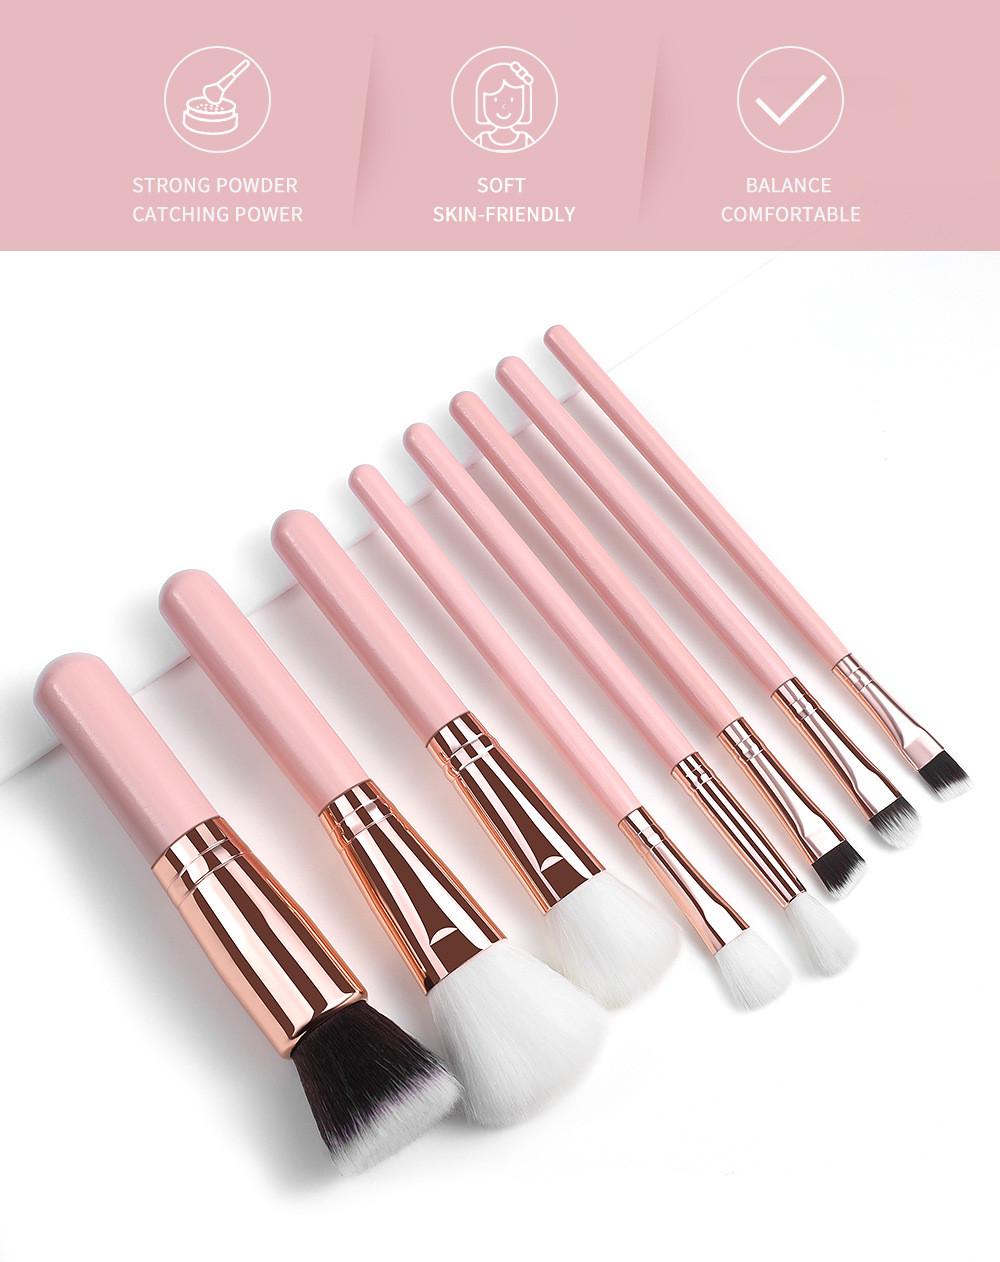 STRONG POWDER
CATCHING POWER
SOFT
SKIN-FRIENDLY
BALANCE
COMFORTABLE